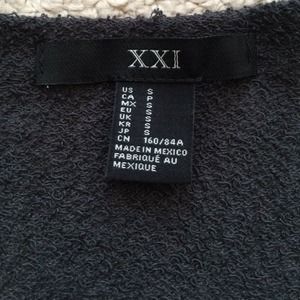 XXI
US S
CA P
MX S
EU S
UK S
KR S
JP S
CN 160/84A
MADE IN MEXICO
FABRIQUÉ AU
MEXIQUE